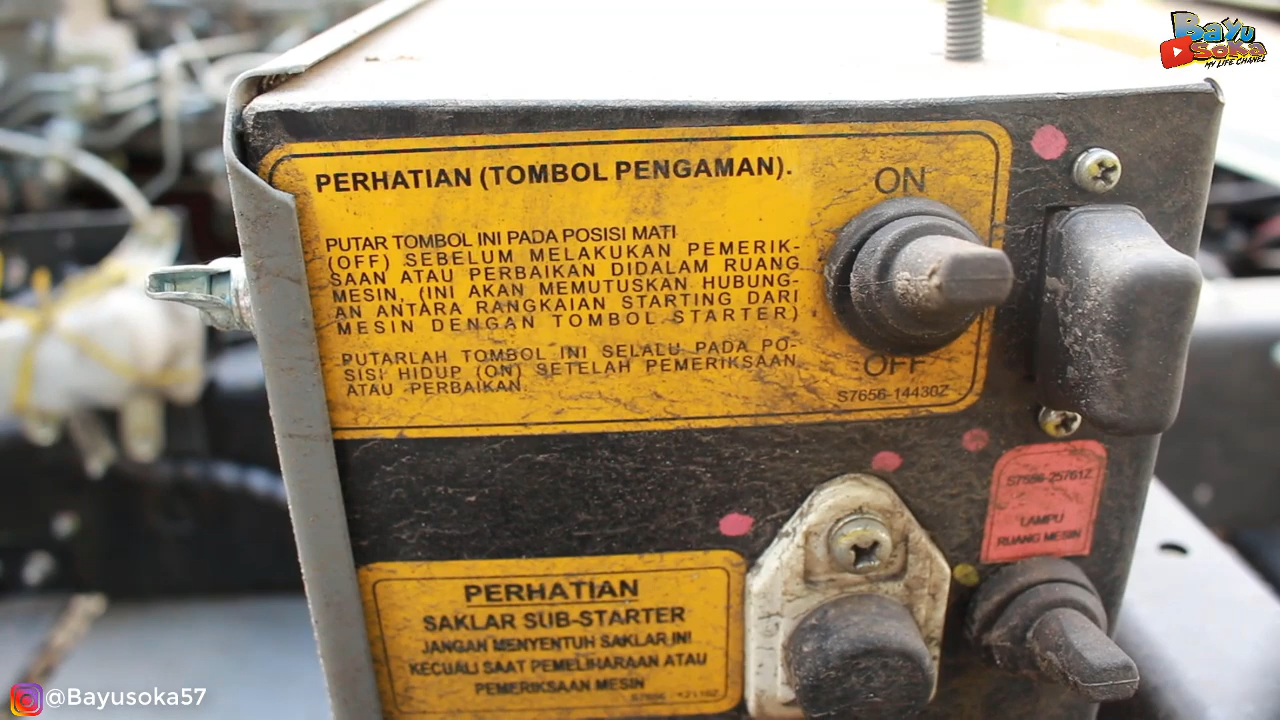 Bayu
Soka
MY LIFE CHANEL
PERHATIAN (TOMBOL PENGAMAN).
ON
PUTAR TOMBOL INI PADA POSISI MATI
(OFF) SEBELUM MELAKUKAN PEMERIK-
SAAN ATAU PERBAIKAN DIDALAM RUANG
MESIN, (INI AKAN MEMUTUSKAN HUBUNG-
AN ANTARA RANGKAIAN STARTING DARI
MESIN DENGAN TOMBOL STARTER)
PUTARLAH TOMBOL INI SELALU PADA PO-
SISI HIDUP (ON) SETELAH PEMERIKSAAN
ATAU PERBAIKAN
OFF
S7656-14430Z
S7656-25761Z
LAMPU
RUANG MESIN
PERHATIAN
SAKLAR SUB-STARTER
JANGAN MENYENTUH SAKLAR INI
KECUALI SAAT PEMELIHARAAN ATAU
PEMERIKSAAN MESIN
@Bayusoka57